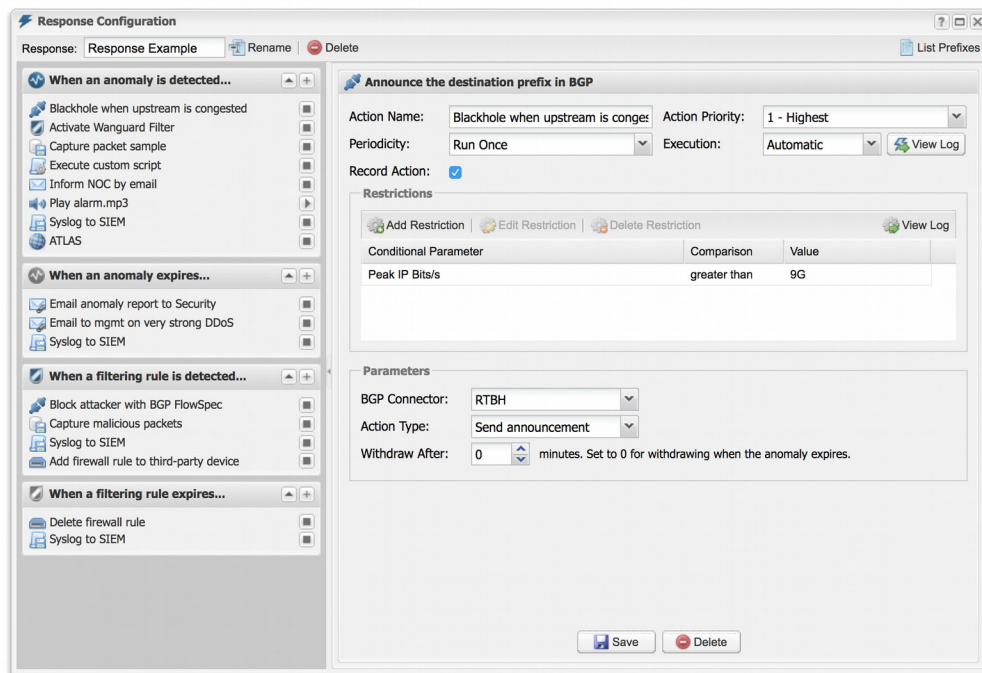 Response Configuration
Response: Response Example Rename Delete List Prefixes
When an anomaly is detected...
Blackhole when upstream is congested
Activate Wanguard Filter
Capture packet sample
Execute custom script
Inform NOC by email
Play alarm.mp3
Syslog to SIEM
ATLAS
When an anomaly expires...
Email anomaly report to Security
Email to mgmt on very strong DDoS
Syslog to SIEM
When a filtering rule is detected...
Block attacker with BGP FlowSpec
Capture malicious packets
Syslog to SIEM
Add firewall rule to third-party device
When a filtering rule expires...
Delete firewall rule
Syslog to SIEM
Announce the destination prefix in BGP
Action Name: Blackhole when upstream is conges Action Priority: 1 - Highest
Periodicity: Run Once Execution: Automatic View Log
Record Action:
Restrictions
Add Restriction Edit Restriction Delete Restriction View Log
Conditional Parameter Comparison Value
Peak IP Bits/s greater than 9G
Parameters
BGP Connector: RTBH
Action Type: Send announcement
Withdraw After: 0 minutes. Set to 0 for withdrawing when the anomaly expires.
Save Delete